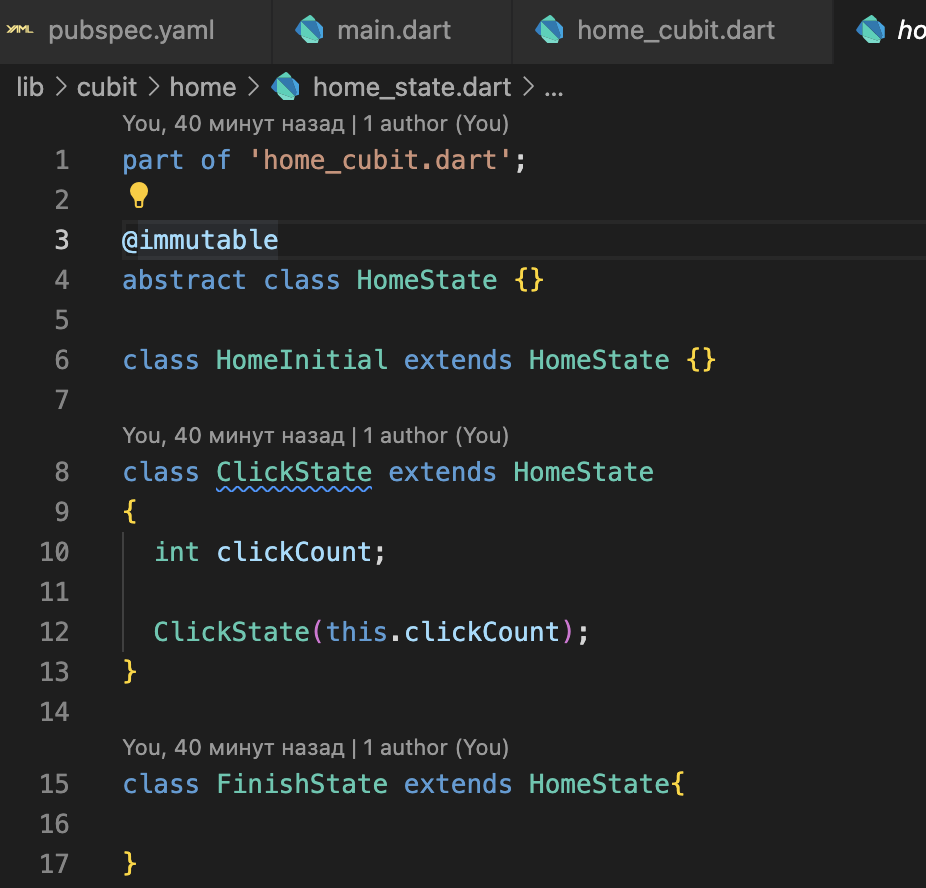 YAML pubspec.yaml main.dart home_cubit.dart ho
lib > cubit > home > home_state.dart > ...
You, 40 минут назад | 1 author (You)
1 part of 'home_cubit.dart';
2
3 @immutable
4 abstract class HomeState {}
5
6 class HomeInitial extends HomeState {}
7
You, 40 минут назад | 1 author (You)
8 class ClickState extends HomeState
9 {
10 int clickCount;
11
12 ClickState(this.clickCount);
13 }
14
You, 40 минут назад | 1 author (You)
15 class FinishState extends HomeState{
16
17 }